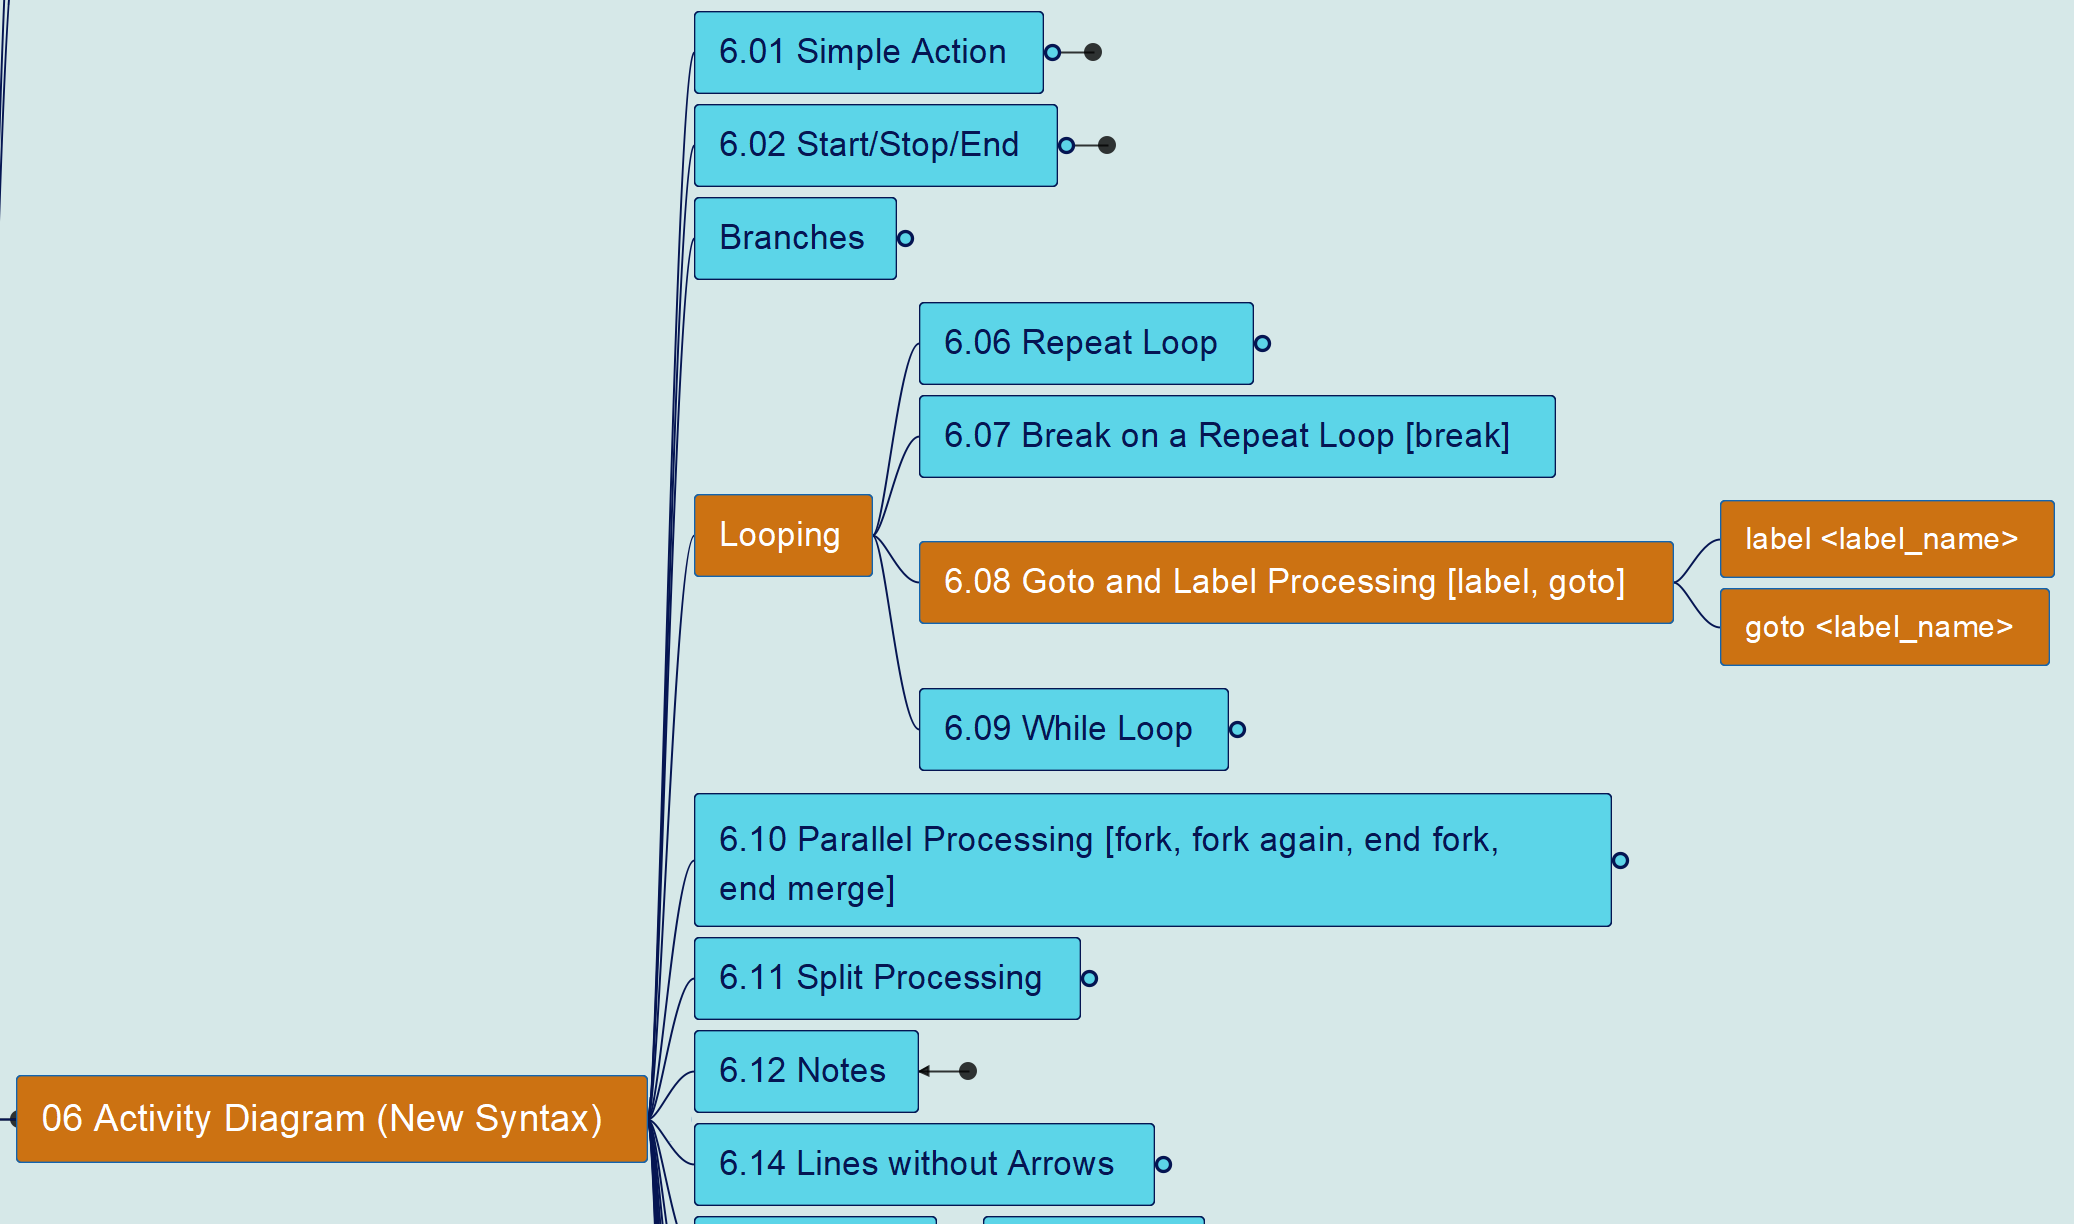 6.01 Simple Action
6.02 Start/Stop/End
Branches
6.06 Repeat Loop
6.07 Break on a Repeat Loop [break]
Looping
6.08 Goto and Label Processing [label, goto]
label <label_name>
goto <label_name>
6.09 While Loop
6.10 Parallel Processing [fork, fork again, end fork,
end merge]
6.11 Split Processing
6.12 Notes
06 Activity Diagram (New Syntax)
6.14 Lines without Arrows